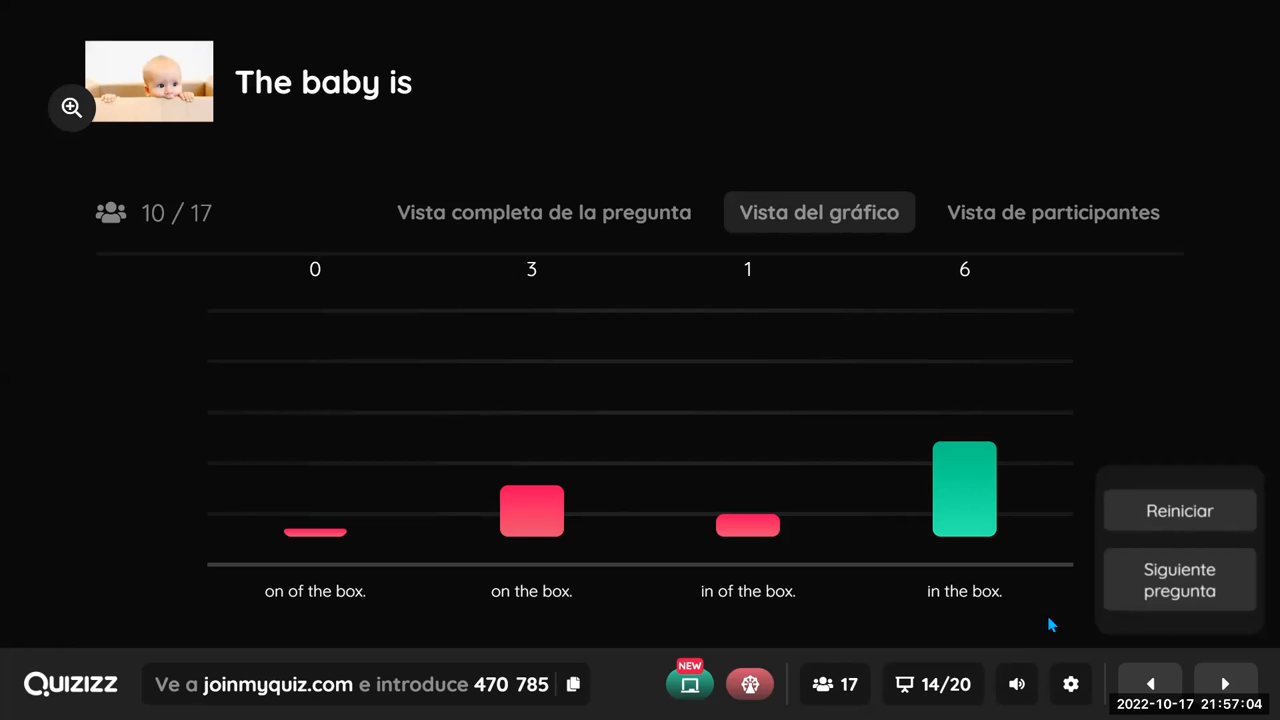 The baby is
10 / 17
Vista completa de la pregunta
Vista del gráfico
Vista de participantes
0
3
1
6
on of the box.
on the box.
in of the box.
in the box.
Reiniciar
Siguiente
pregunta
Quizizz
Ve a joinmyquiz.com e introduce 470 785
NEW
17
14/20
2022-10-17 21:57:04